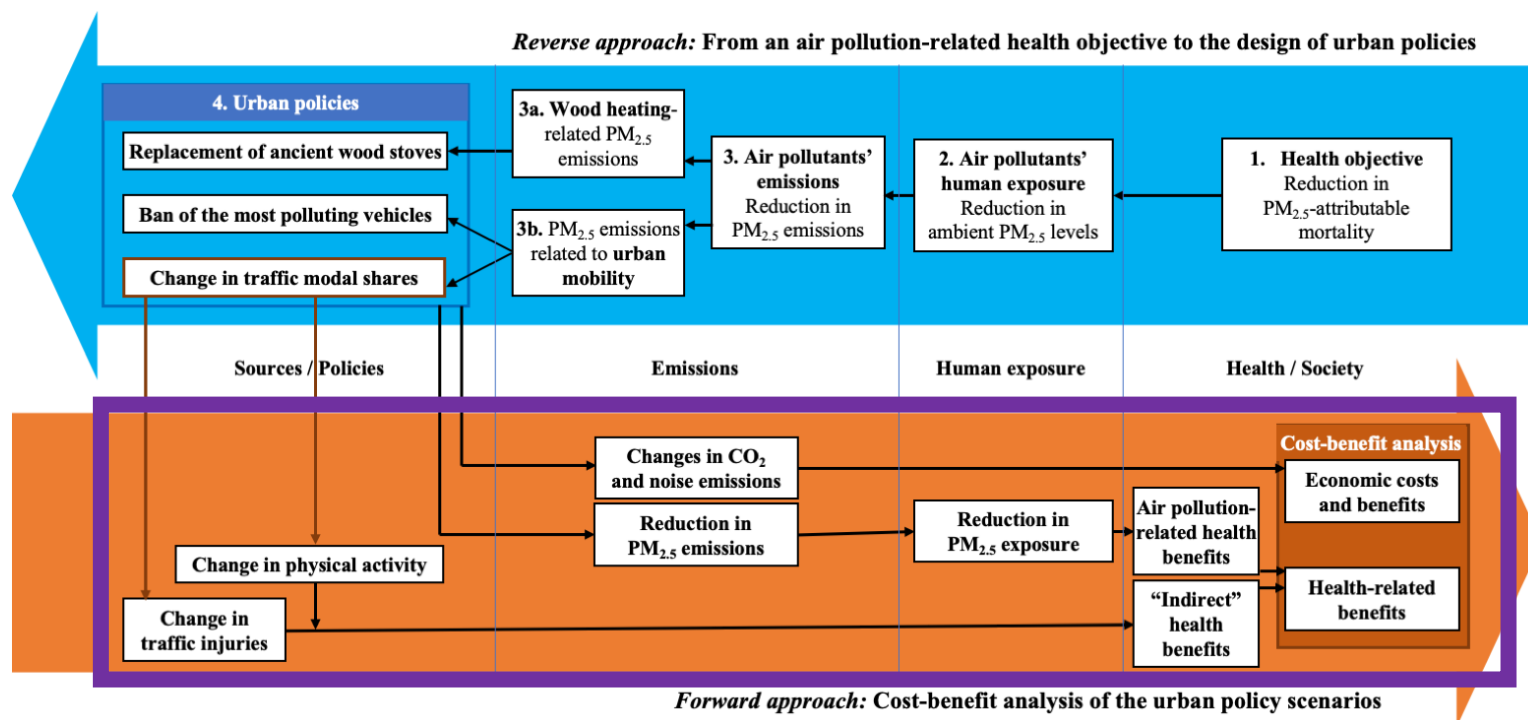 Reverse approach: From an air pollution-related health objective to the design of urban policies
4. Urban policies
Replacement of ancient wood stoves
Ban of the most polluting vehicles
Change in traffic modal shares
3a. Wood heating-
related PM2.5
emissions
3b. PM2.5 emissions
related to urban
mobility
3. Air pollutants’
emissions
Reduction in
PM2.5 emissions
2. Air pollutants’
human exposure
Reduction in
ambient PM2.5 levels
1. Health objective
Reduction in
PM2.5-attributable
mortality
Sources / Policies
Emissions
Human exposure
Health / Society
Cost-benefit analysis
Changes in CO2
and noise emissions
Economic costs
and benefits
Reduction in
PM2.5 emissions
Reduction in
PM2.5 exposure
Air pollution-
related health
benefits
Change in physical activity
Change in
traffic injuries
“Indirect”
health
benefits
Health-related
benefits
Forward approach: Cost-benefit analysis of the urban policy scenarios